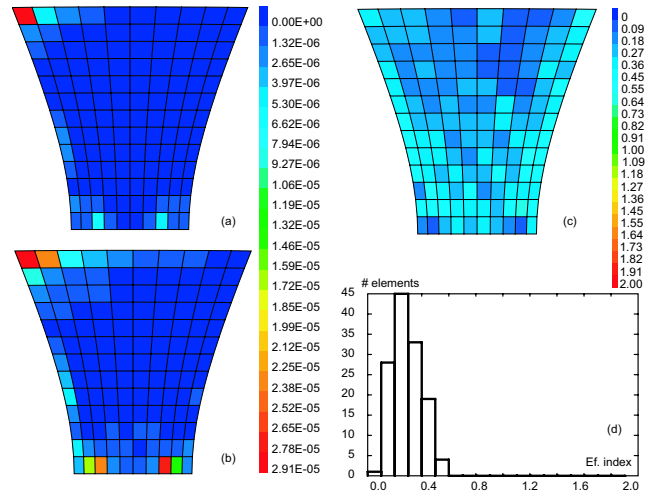 0.00E+00
1.32E-06
2.65E-06
3.97E-06
5.30E-06
6.62E-06
7.94E-06
9.27E-06
1.06E-05
1.19E-05
1.32E-05
1.46E-05
1.59E-05
1.72E-05
1.85E-05
1.99E-05
2.12E-05
2.25E-05
2.38E-05
2.52E-05
2.65E-05
2.78E-05
2.91E-05
(a)
(b)
0
0.09
0.18
0.27
0.36
0.45
0.55
0.64
0.73
0.82
0.91
1.00
1.09
1.18
1.27
1.36
1.45
1.55
1.64
1.73
1.82
1.91
2.00
(c)
# elements
45
40
35
30
25
20
15
10
5
0
(d)
Ef. index
0.0 0.4 0.8 1.2 1.6 2.0